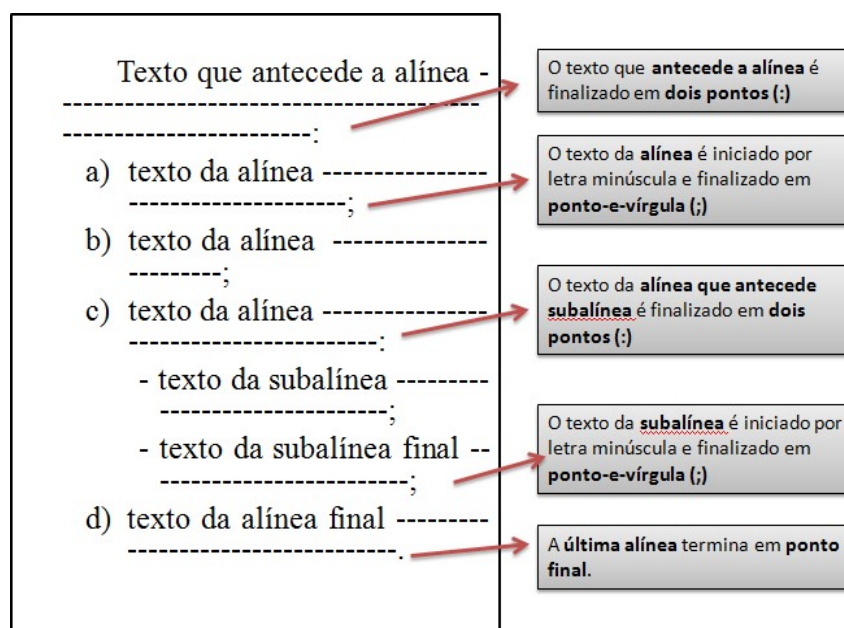 Texto que antecede a alínea -
-----------------------------------------
------------------------:
a) texto da alínea ----------------
---------------------;
b) texto da alínea ---------------
---------;
c) texto da alínea ----------------
------------------------:
- texto da subalínea ---------
----------------------;
- texto da subalínea final --
------------------------;
d) texto da alínea final ---------
--------------------------.
O texto que antecede a alínea é
finalizado em dois pontos (:)
O texto da alínea é iniciado por
letra minúscula e finalizado em
ponto-e-vírgula (;)
O texto da alínea que antecede
subalínea é finalizado em dois
pontos (:)
O texto da subalínea é iniciado por
letra minúscula e finalizado em
ponto-e-vírgula (;)
A última alínea termina em ponto
final.